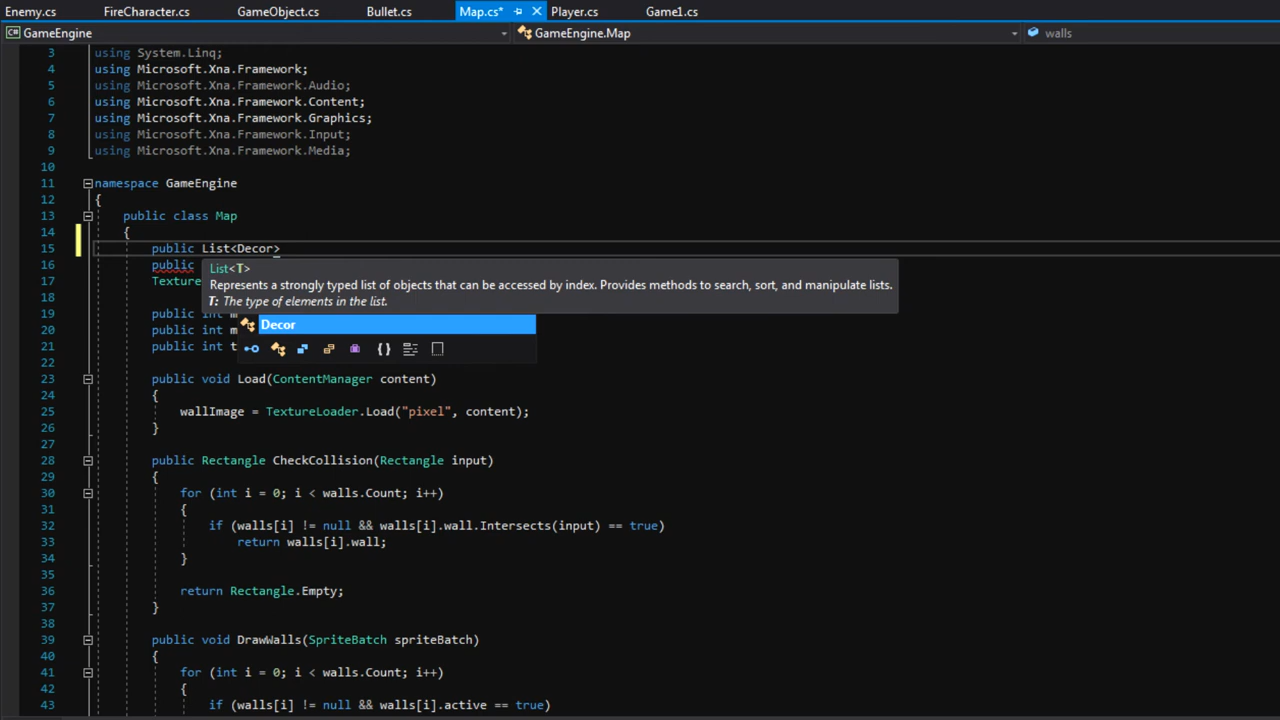 Enemy.cs FireCharacter.cs GameObject.cs Bullet.cs Map.cs* Player.cs Game1.cs
GameEngine GameEngine.Map walls
3 using System.Linq;
4 using Microsoft.Xna.Framework;
5 using Microsoft.Xna.Framework.Audio;
6 using Microsoft.Xna.Framework.Content;
7 using Microsoft.Xna.Framework.Graphics;
8 using Microsoft.Xna.Framework.Input;
9 using Microsoft.Xna.Framework.Media;
10
11 namespace GameEngine
12 {
13 public class Map
14 {
15 public List<Decor>
16 public
List<T>
17 Texture
Represents a strongly typed list of objects that can be accessed by index. Provides methods to search, sort, and manipulate lists.
T: The type of elements in the list.
18
19 public int m
Decor
20 public int m
21 public int t
22
23 public void Load(ContentManager content)
24 {
25 wallImage = TextureLoader.Load("pixel", content);
26 }
27
28 public Rectangle CheckCollision(Rectangle input)
29 {
30 for (int i = 0; i < walls.Count; i++)
31 {
32 if (walls[i] != null && walls[i].wall.Intersects(input) == true)
33 return walls[i].wall;
34 }
35
36 return Rectangle.Empty;
37 }
38
39 public void DrawWalls(SpriteBatch spriteBatch)
40 {
41 for (int i = 0; i < walls.Count; i++)
42 {
43 if (walls[i] != null && walls[i].active == true)